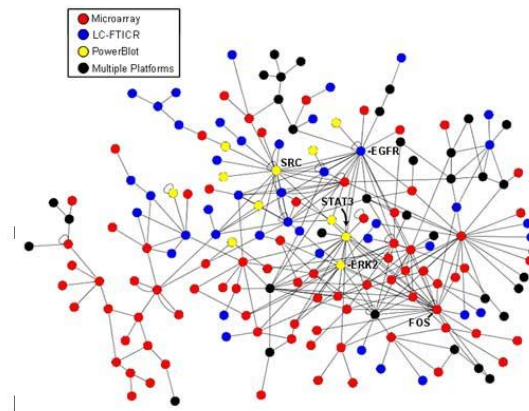 Microarray
LC-FTICR
PowerBlot
Multiple Platforms
EGFR
SRC
STAT3
ERK2
FOS